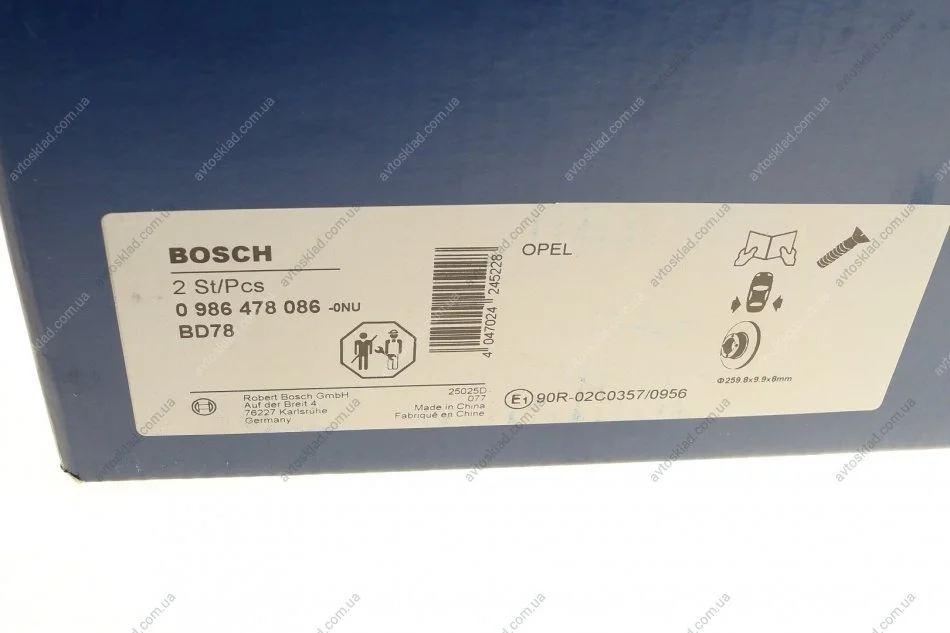 BOSCH
2 St/Pcs
0 986 478 086 -0NU
BD78
4 047024 245228
OPEL
Φ259.8x9.9x8mm
Robert Bosch GmbH
Auf der Breit 4
76227 Karlsrühe
Germany
25025D
077
Made in China
Fabriqué en Chine
E1 90R-02C0357/0956
avtosklad.com.ua